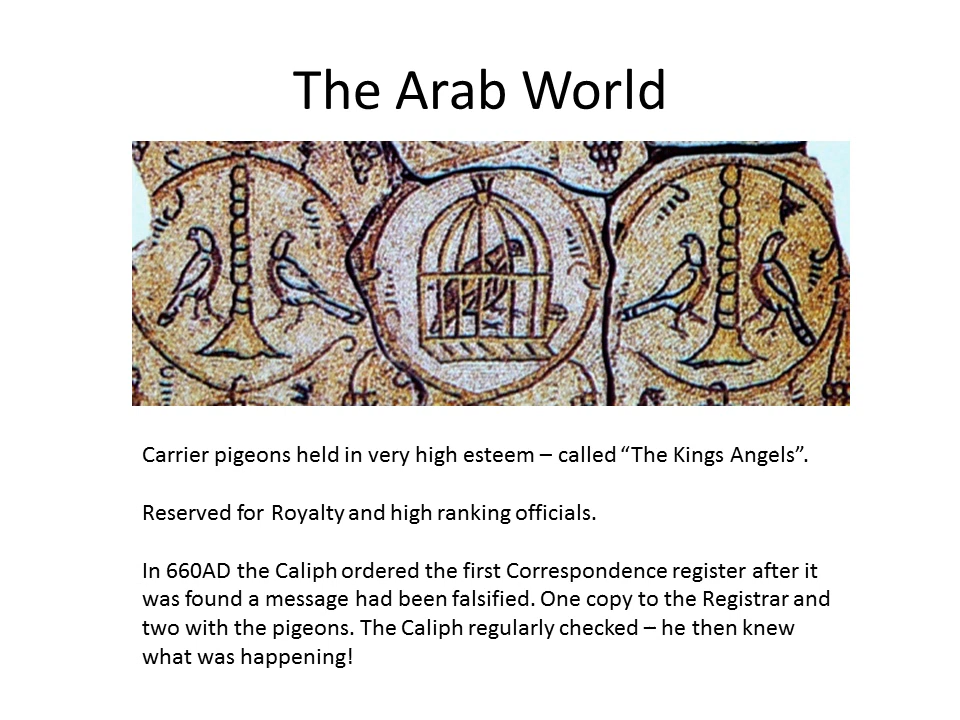 The Arab World
Carrier pigeons held in very high esteem – called “The Kings Angels”.
Reserved for Royalty and high ranking officials.
In 660AD the Caliph ordered the first Correspondence register after it
was found a message had been falsified. One copy to the Registrar and
two with the pigeons. The Caliph regularly checked – he then knew
what was happening!